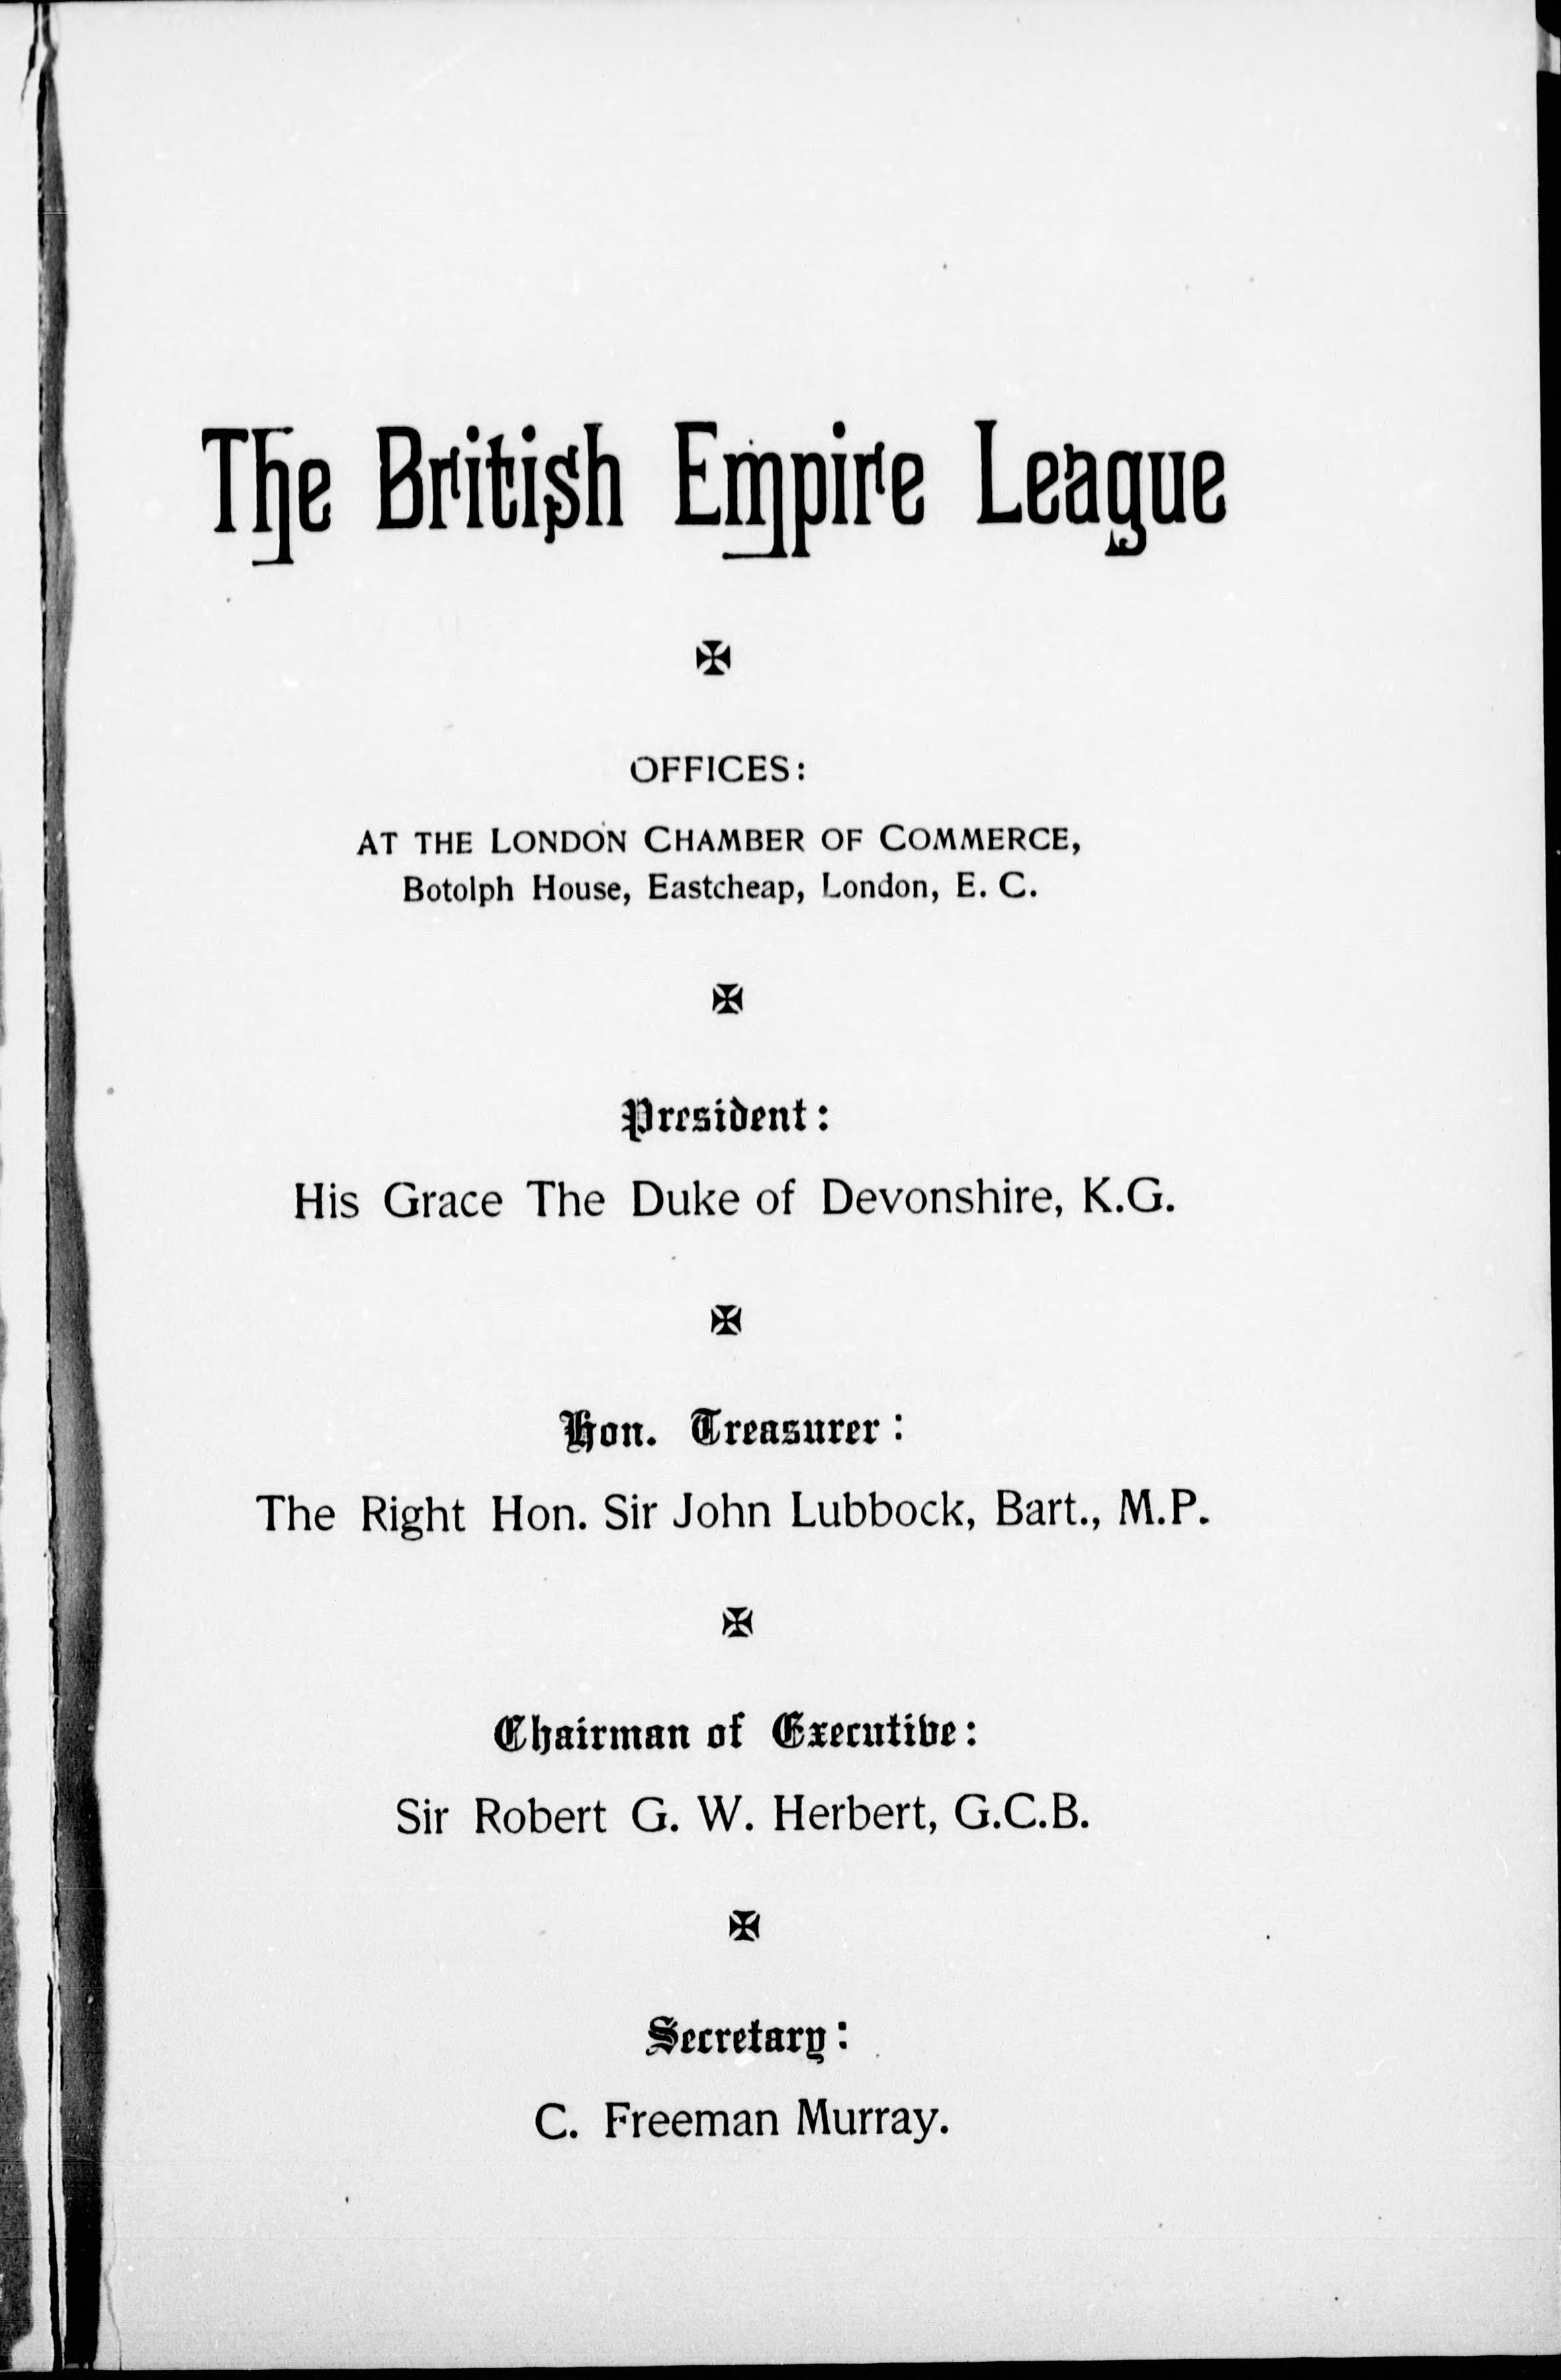 The British Empire League
OFFICES:
AT THE LONDON CHAMBER OF COMMERCE,
Botolph House, Eastcheap, London, E. C.
President:
His Grace The Duke of Devonshire, K.G.
Hon. Treasurer:
The Right Hon. Sir John Lubbock, Bart., M.P.
Chairman of Executive:
Sir Robert G. W. Herbert, G.C.B.
Secretary:
C. Freeman Murray.